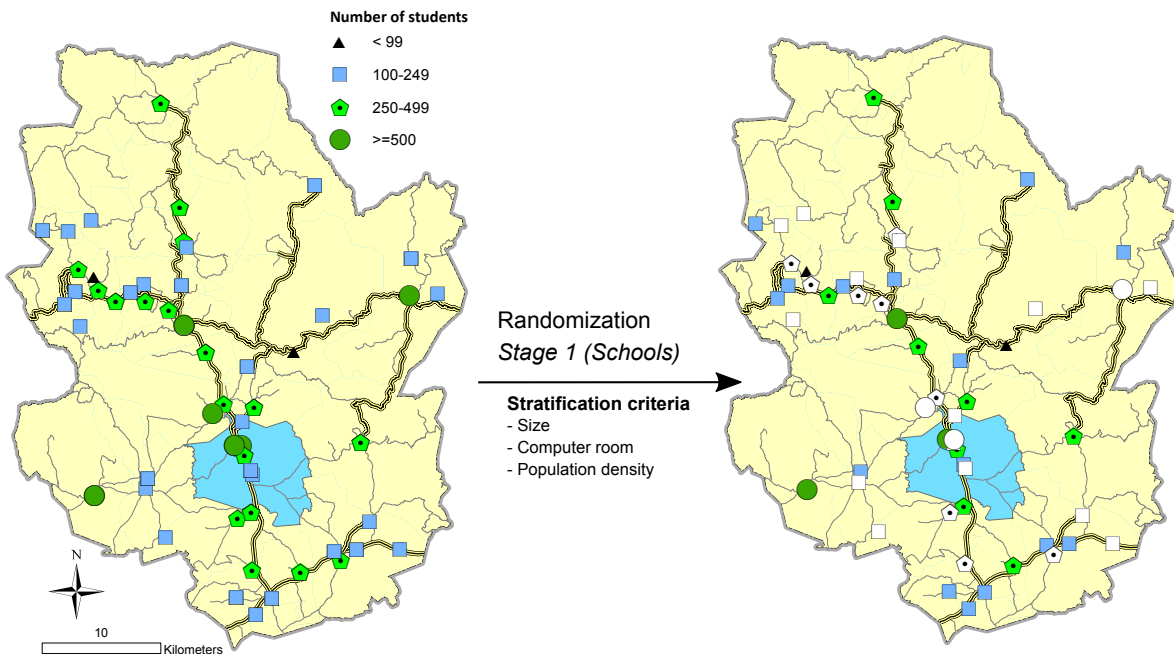 Number of students
< 99
100-249
250-499
>=500
Randomization
Stage 1 (Schools)
Stratification criteria
- Size
- Computer room
- Population density
N
10
Kilometers